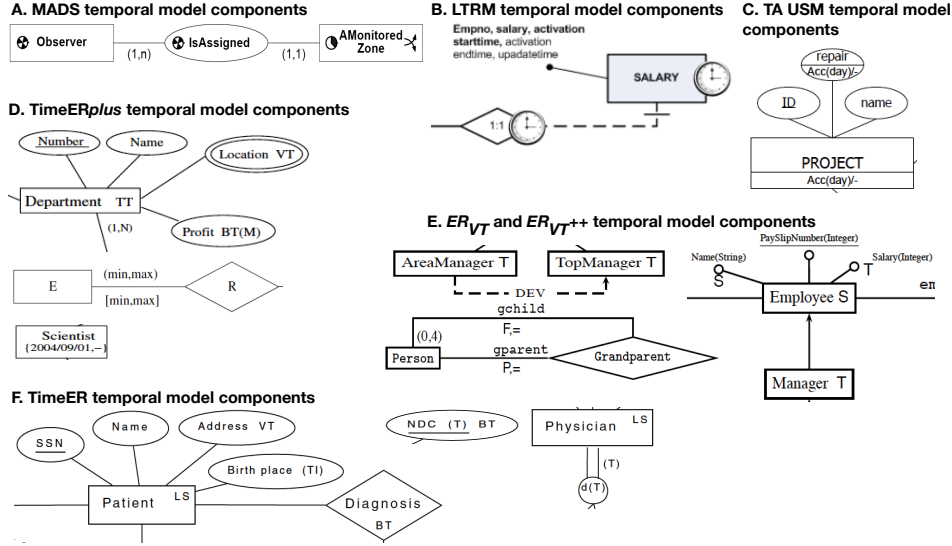 A. MADS temporal model components
Observer
(1,n)
IsAssigned
(1,1)
AMonitored
Zone
B. LTRM temporal model components
Empno, salary, activation
starttime, activation
endtime, upadatetime
SALARY
1:1
C. TA USM temporal model
components
repair
Acc(day)/-
ID
name
PROJECT
Acc(day)/-
D. TimeERplus temporal model components
Number
Name
Location VT
Department TT
(1,N)
Profit BT(M)
E
(min,max)
[min,max]
R
Scientist
{2004/09/01,−}
E. ERVT and ERVT++ temporal model components
AreaManager T
TopManager T
DEV
gchild
F,=
(0,4)
Person
gparent
P,=
Grandparent
PaySlipNumber(Integer)
Name(String)
S
Salary(Integer)
T
Employee S
em
Manager T
F. TimeER temporal model components
SSN
Name
Address VT
Birth place (TI)
Patient LS
Diagnosis
BT
NDC (T) BT
Physician LS
(T)
d(T)